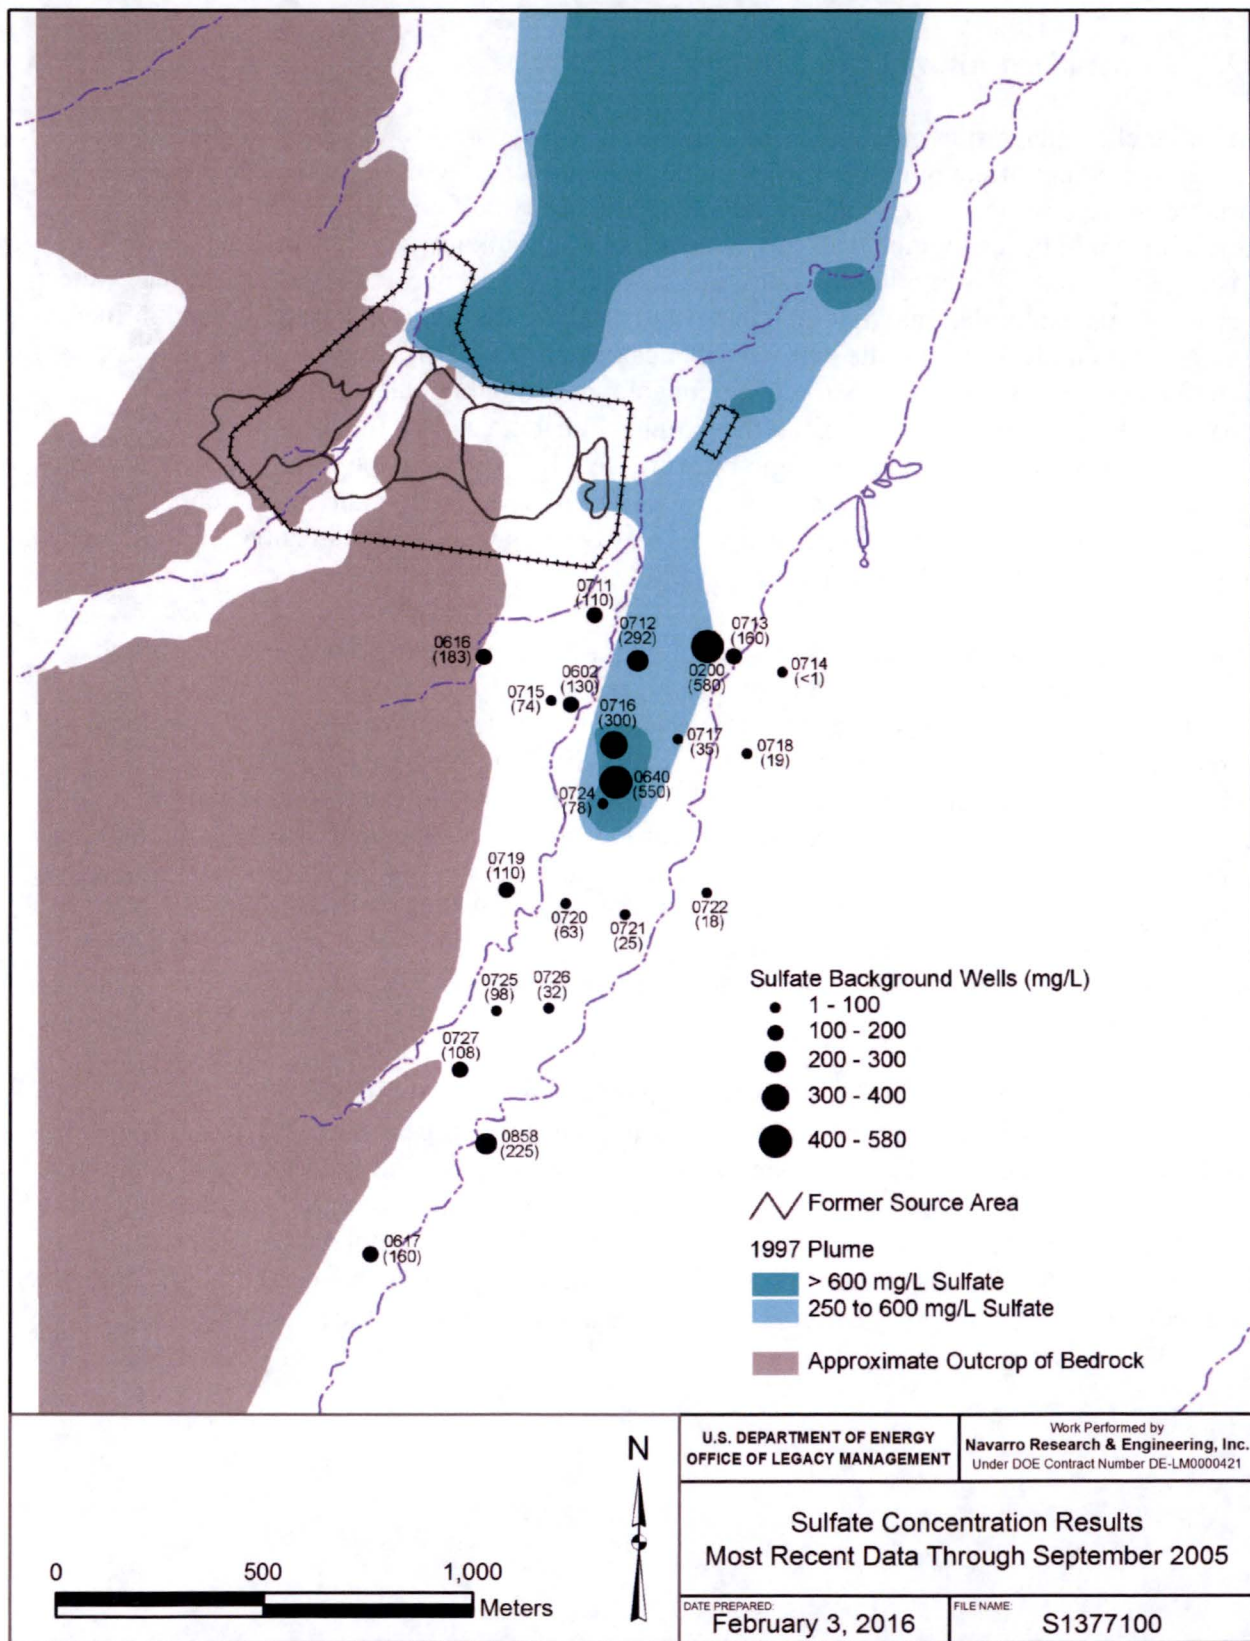 0711
(110)
0712
(292)
0713
(160)
0616
(183)
0200
(580)
0714
(<1)
0602
(130)
0715
(74)
0716
(300)
0717
(35)
0718
(19)
0640
(550)
0724
(78)
0719
(110)
0720
(63)
0721
(25)
0722
(18)
0725
(98)
0726
(32)
0727
(108)
0858
(225)
0617
(160)
Sulfate Background Wells (mg/L)
1 - 100
100 - 200
200 - 300
300 - 400
400 - 580
Former Source Area
1997 Plume
> 600 mg/L Sulfate
250 to 600 mg/L Sulfate
Approximate Outcrop of Bedrock
0 500 1,000
Meters
N
U.S. DEPARTMENT OF ENERGY
OFFICE OF LEGACY MANAGEMENT
Work Performed by
Navarro Research & Engineering, Inc.
Under DOE Contract Number DE-LM0000421
Sulfate Concentration Results
Most Recent Data Through September 2005
DATE PREPARED:
February 3, 2016
FILE NAME:
S1377100